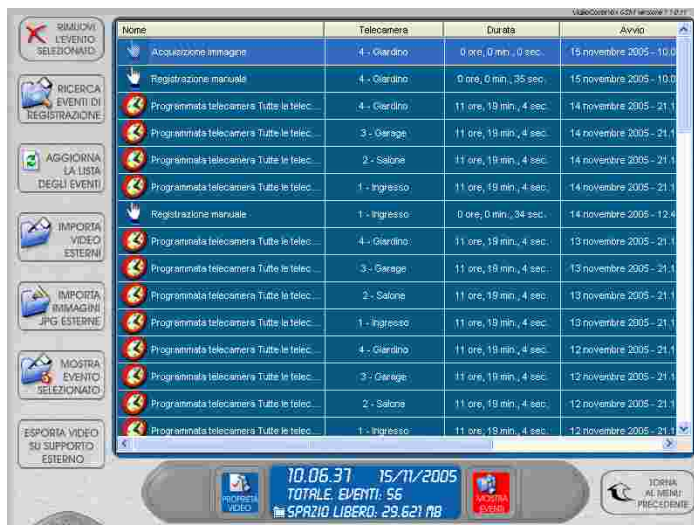 RIMUOVI
L'EVENTO
SELEZIONATO
RICERCA
EVENTI DI
REGISTRAZIONE
AGGIORNA
LA LISTA
DEGLI EVENTI
IMPORTA
VIDEO
ESTERNI
IMPORTA
IMMAGINI
JPG ESTERNE
MOSTRA
EVENTO
SELEZIONATO
ESPORTA VIDEO
SU SUPPORTO
ESTERNO
Nome Telecamera Durata Avvio
Acquisizione immagine 4 - Giardino 0 ore, 0 min., 0 sec. 15 novembre 2005 - 10.0
Registrazione manuale 4 - Giardino 0 ore, 0 min., 35 sec. 15 novembre 2005 - 10.0
Programmata telecamera Tutte le telec... 4 - Giardino 11 ore, 19 min., 4 sec. 14 novembre 2005 - 21.1
Programmata telecamera Tutte le telec... 3 - Garage 11 ore, 19 min., 4 sec. 14 novembre 2005 - 21.1
Programmata telecamera Tutte le telec... 2 - Salone 11 ore, 19 min., 4 sec. 14 novembre 2005 - 21.1
Programmata telecamera Tutte le telec... 1 - Ingresso 11 ore, 19 min., 4 sec. 14 novembre 2005 - 21.1
Registrazione manuale 1 - Ingresso 0 ore, 0 min., 34 sec. 14 novembre 2005 - 12.4
Programmata telecamera Tutte le telec... 4 - Giardino 11 ore, 19 min., 4 sec. 13 novembre 2005 - 21.1
Programmata telecamera Tutte le telec... 3 - Garage 11 ore, 19 min., 4 sec. 13 novembre 2005 - 21.1
Programmata telecamera Tutte le telec... 2 - Salone 11 ore, 19 min., 4 sec. 13 novembre 2005 - 21.1
Programmata telecamera Tutte le telec... 1 - Ingresso 11 ore, 19 min., 4 sec. 13 novembre 2005 - 21.1
Programmata telecamera Tutte le telec... 4 - Giardino 11 ore, 19 min., 4 sec. 12 novembre 2005 - 21.1
Programmata telecamera Tutte le telec... 3 - Garage 11 ore, 19 min., 4 sec. 12 novembre 2005 - 21.1
Programmata telecamera Tutte le telec... 2 - Salone 11 ore, 19 min., 4 sec. 12 novembre 2005 - 21.1
Programmata telecamera Tutte le telec... 1 - Ingresso 11 ore, 19 min., 4 sec. 12 novembre 2005 - 21.1
PROPRIETÀ
VIDEO
10.06.37 15/11/2005
TOTALE EVENTI: 56
SPAZIO LIBERO: 29.621 MB
MOSTRA
EVENTI
TORNA
AL MENU
PRECEDENTE